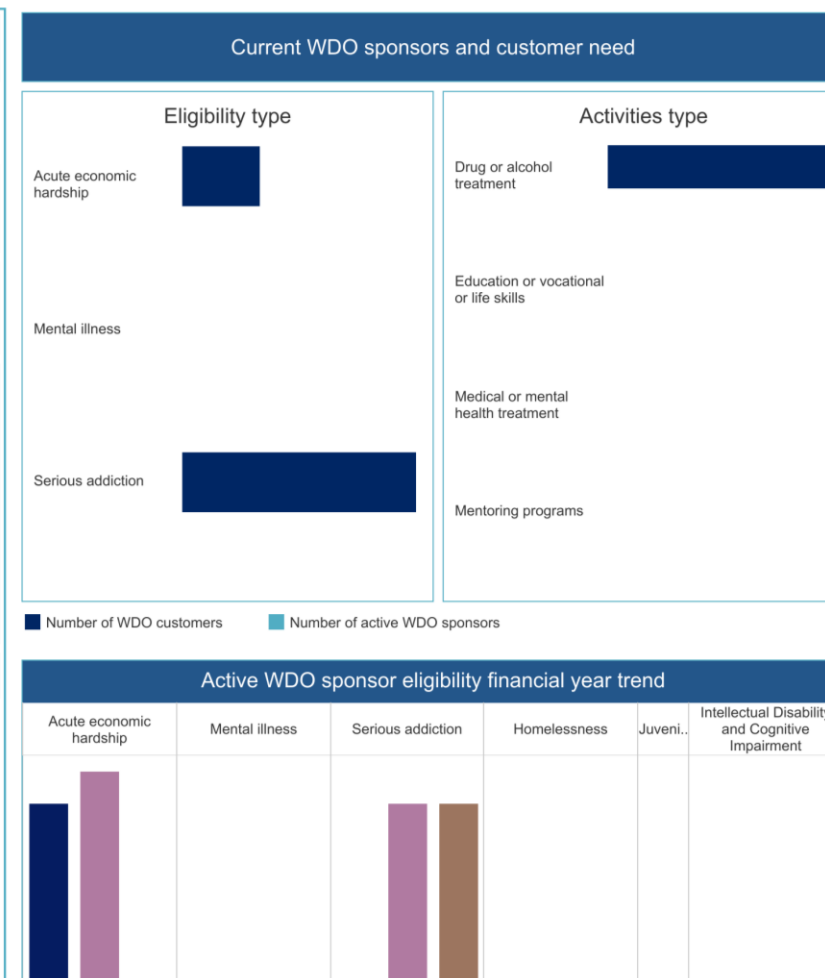 Current WDO sponsors and customer need
Eligibility type
Acute economic
hardship
Mental illness
Serious addiction
Activities type
Drug or alcohol
treatment
Education or vocational
or life skills
Medical or mental
health treatment
Mentoring programs
Number of WDO customers
Number of active WDO sponsors
Active WDO sponsor eligibility financial year trend
Acute economic
hardship
Mental illness
Serious addiction
Homelessness
Juveni..
Intellectual Disability
and Cognitive
Impairment